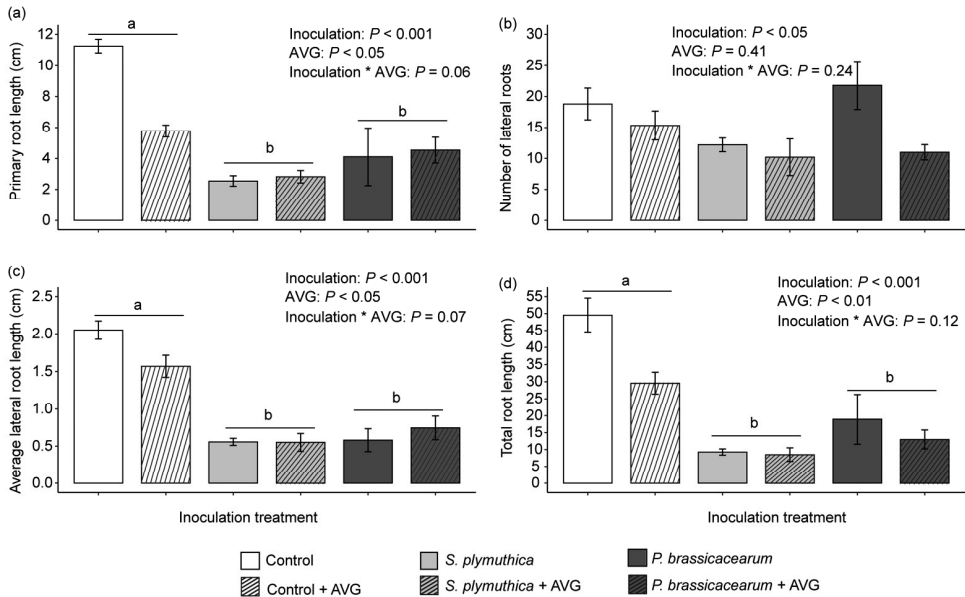 (a)
Inoculation: P < 0.001
AVG: P < 0.05
Inoculation * AVG: P = 0.06
a
b
b
Primary root length (cm)
12
10
8
6
4
2
0
(b)
Inoculation: P < 0.05
AVG: P = 0.41
Inoculation * AVG: P = 0.24
Number of lateral roots
30
25
20
15
10
5
0
(c)
Inoculation: P < 0.001
AVG: P < 0.05
Inoculation * AVG: P = 0.07
a
b
b
Average lateral root length (cm)
2.5
2.0
1.5
1.0
0.5
0.0
Inoculation treatment
(d)
Inoculation: P < 0.001
AVG: P < 0.01
Inoculation * AVG: P = 0.12
a
b
b
Total root length (cm)
55
50
45
40
35
30
25
20
15
10
5
0
Inoculation treatment
Control
S. plymuthica
P. brassicacearum
Control + AVG
S. plymuthica + AVG
P. brassicacearum + AVG